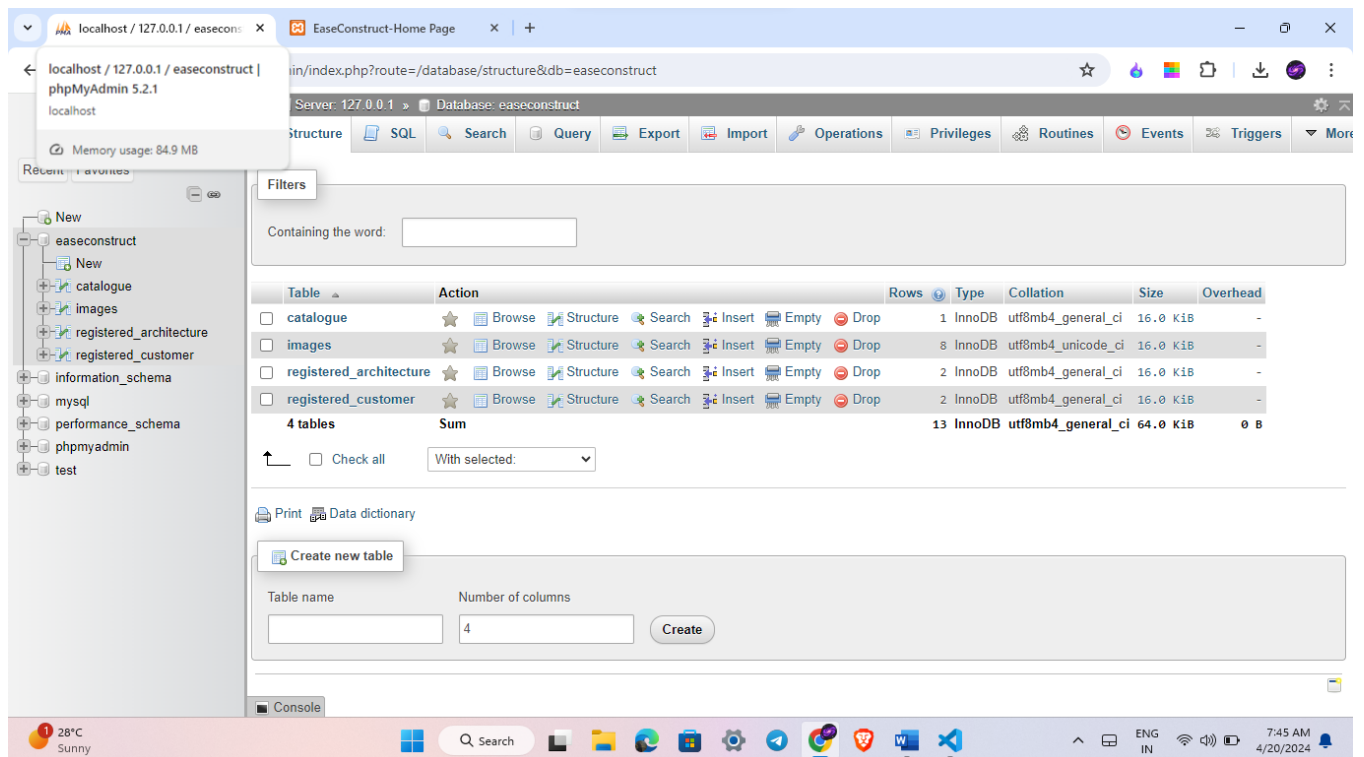 localhost / 127.0.0.1 / easecons
EaseConstruct-Home Page
localhost / 127.0.0.1 / easeconstruct |
phpMyAdmin 5.2.1
localhost
Memory usage: 84.9 MB
in/index.php?route=/database/structure&db=easeconstruct
Server: 127.0.0.1 » Database: easeconstruct
Structure SQL Search Query Export Import Operations Privileges Routines Events Triggers More
Recent Favorites
New
easeconstruct
New
catalogue
images
registered_architecture
registered_customer
information_schema
mysql
performance_schema
phpmyadmin
test
Filters
Containing the word:
Table Action Rows Type Collation Size Overhead
catalogue Browse Structure Search Insert Empty Drop 1 InnoDB utf8mb4_general_ci 16.0 KiB -
images Browse Structure Search Insert Empty Drop 8 InnoDB utf8mb4_unicode_ci 16.0 KiB -
registered_architecture Browse Structure Search Insert Empty Drop 2 InnoDB utf8mb4_general_ci 16.0 KiB -
registered_customer Browse Structure Search Insert Empty Drop 2 InnoDB utf8mb4_general_ci 16.0 KiB -
4 tables Sum 13 InnoDB utf8mb4_general_ci 64.0 KiB 0 B
Check all With selected:
Print Data dictionary
Create new table
Table name Number of columns
4 Create
Console
1 28°C
Sunny
Search
ENG
IN
7:45 AM
4/20/2024